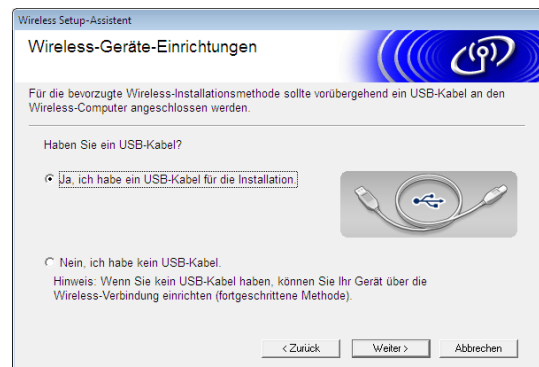 Wireless Setup-Assistent
Wireless-Geräte-Einrichtungen
Für die bevorzugte Wireless-Installationsmethode sollte vorübergehend ein USB-Kabel an den
Wireless-Computer angeschlossen werden.
Haben Sie ein USB-Kabel?
Ja, ich habe ein USB-Kabel für die Installation.
Nein, ich habe kein USB-Kabel.
Hinweis: Wenn Sie kein USB-Kabel haben, können Sie Ihr Gerät über die
Wireless-Verbindung einrichten (fortgeschrittene Methode).
< Zurück
Weiter >
Abbrechen